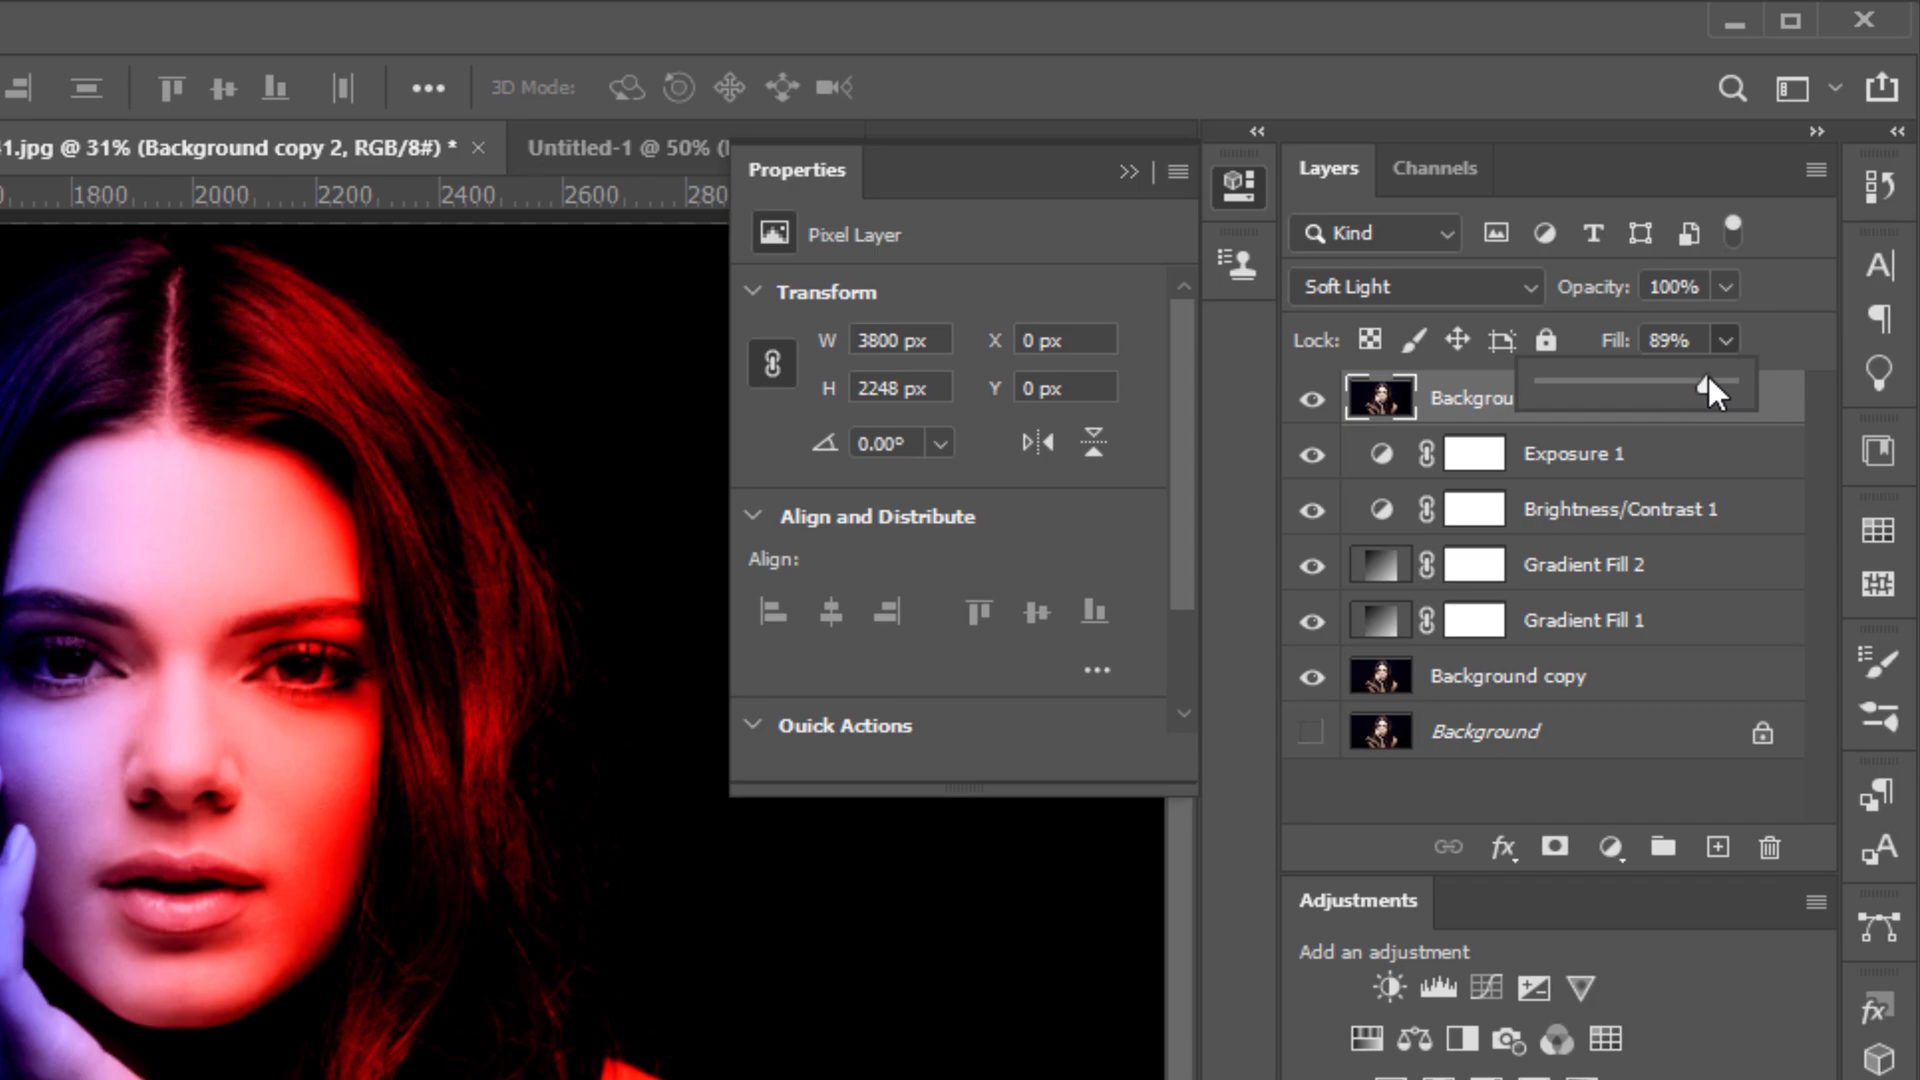 3D Mode:
1.jpg @ 31% (Background copy 2, RGB/8#) *
Untitled-1 @ 50% (
1800 2000 2200 2400 2600 280
Properties
Pixel Layer
Transform
W 3800 px X 0 px
H 2248 px Y 0 px
0.00°
Align and Distribute
Align:
Quick Actions
Layers Channels
Kind
Soft Light Opacity: 100%
Lock: Fill: 89%
Backgrou
Exposure 1
Brightness/Contrast 1
Gradient Fill 2
Gradient Fill 1
Background copy
Background
fx
Adjustments
Add an adjustment